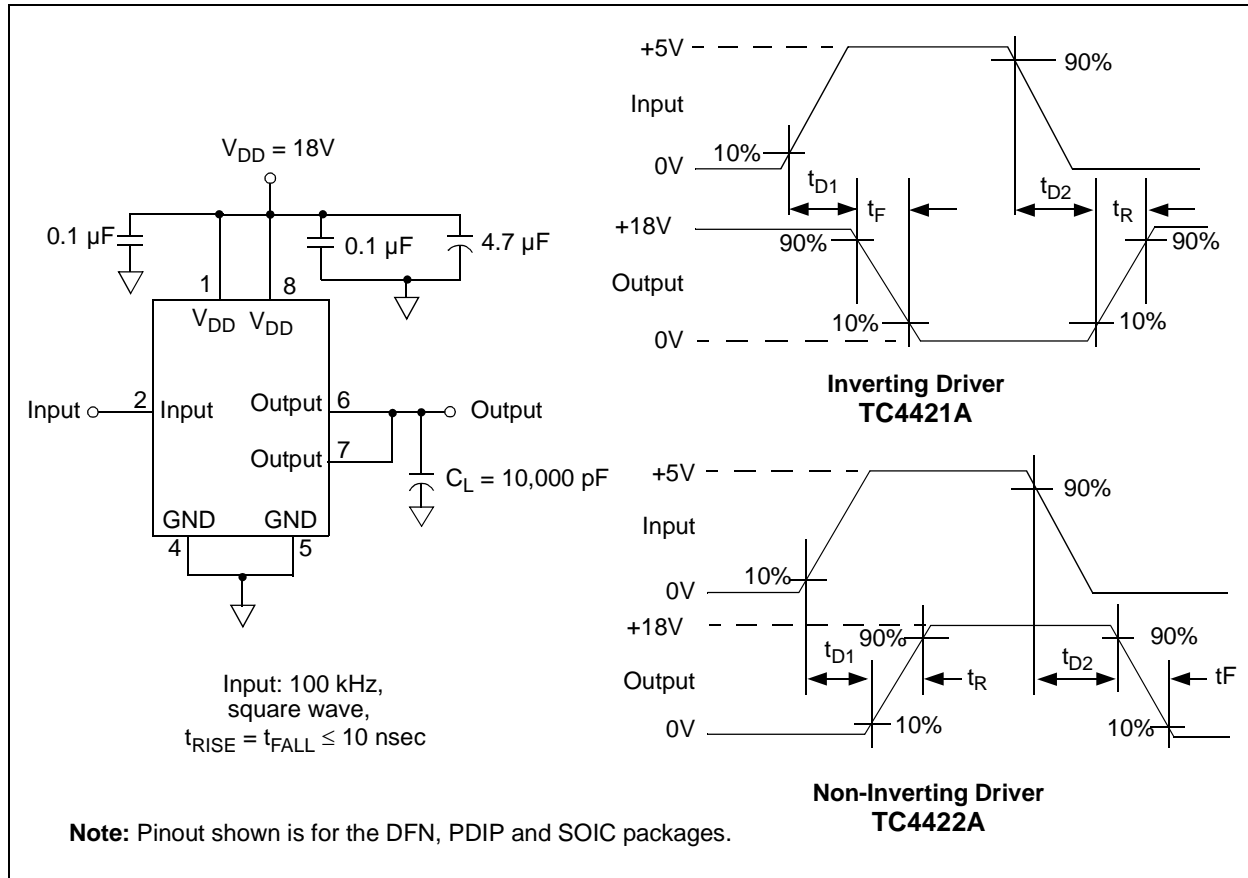 V_DD = 18V
0.1 µF
0.1 µF
4.7 µF
1
8
V_DD
V_DD
Input
2
Input
Output
6
Output
Output
7
C_L = 10,000 pF
GND
GND
4
5
Input: 100 kHz,
square wave,
t_RISE = t_FALL ≤ 10 nsec
+5V
90%
Input
10%
0V
t_D1
t_D2
t_F
t_R
+18V
90%
90%
Output
10%
10%
0V
Inverting Driver
TC4421A
+5V
90%
Input
10%
0V
+18V
90%
90%
t_D1
t_D2
tF
Output
t_R
10%
10%
0V
Non-Inverting Driver
TC4422A
Note: Pinout shown is for the DFN, PDIP and SOIC packages.